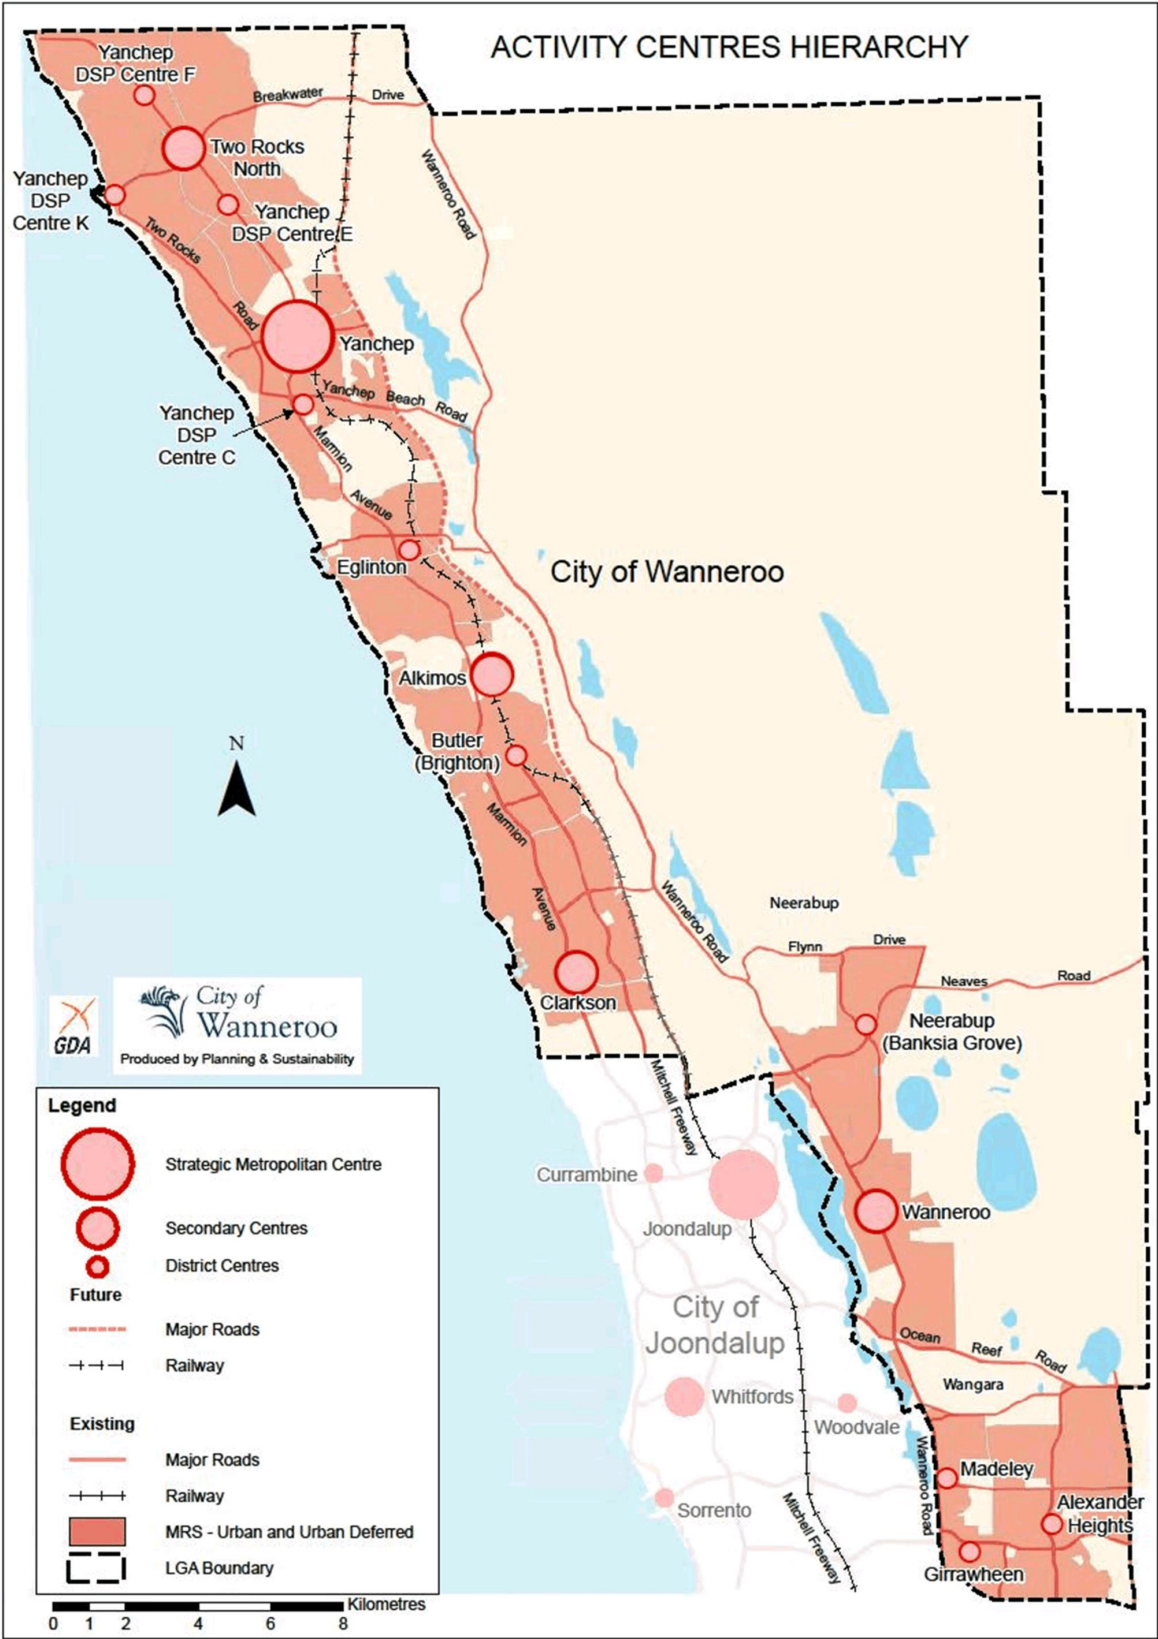 ACTIVITY CENTRES HIERARCHY
Yanchep
DSP Centre F
Breakwater
Drive
Two Rocks
North
Wanneroo Road
Yanchep
DSP
Centre K
Yanchep
DSP Centre E
Two Rocks
Road
Yanchep
Yanchep Beach Road
Yanchep
DSP
Centre C
Marmion
Avenue
Eglinton
City of Wanneroo
Alkimos
Butler
(Brighton)
N
Marmion
Avenue
Wanneroo Road
Neerabup
Flynn
Drive
Neaves
Road
Clarkson
Neerabup
(Banksia Grove)
GDA
City of
Wanneroo
Produced by Planning & Sustainability
Mitchell Freeway
Currambine
Joondalup
Wanneroo
City of
Joondalup
Ocean
Reef
Road
Wangara
Whitfords
Woodvale
Wanneroo Road
Madeley
Sorrento
Alexander
Heights
Mitchell Freeway
Girrawheen
Legend
Strategic Metropolitan Centre
Secondary Centres
District Centres
Future
Major Roads
Railway
Existing
Major Roads
Railway
MRS - Urban and Urban Deferred
LGA Boundary
Kilometres
0 1 2 4 6 8